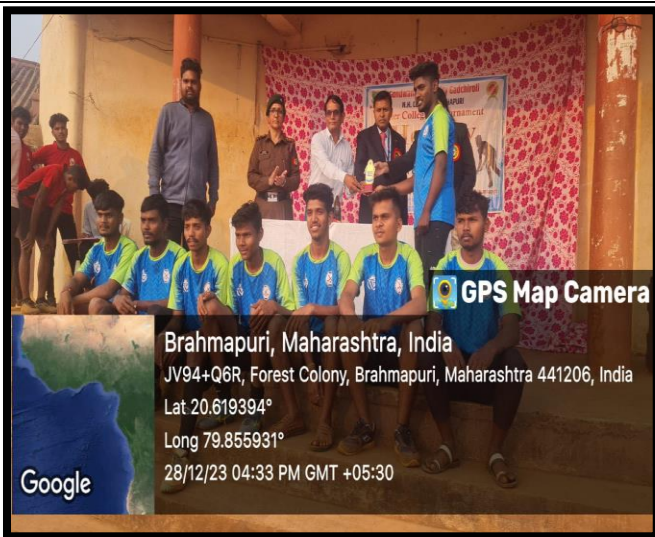 GPS Map Camera
Brahmapuri, Maharashtra, India
JV94+Q6R, Forest Colony, Brahmapuri, Maharashtra 441206, India
Lat 20.619394°
Long 79.855931°
28/12/23 04:33 PM GMT +05:30
Google